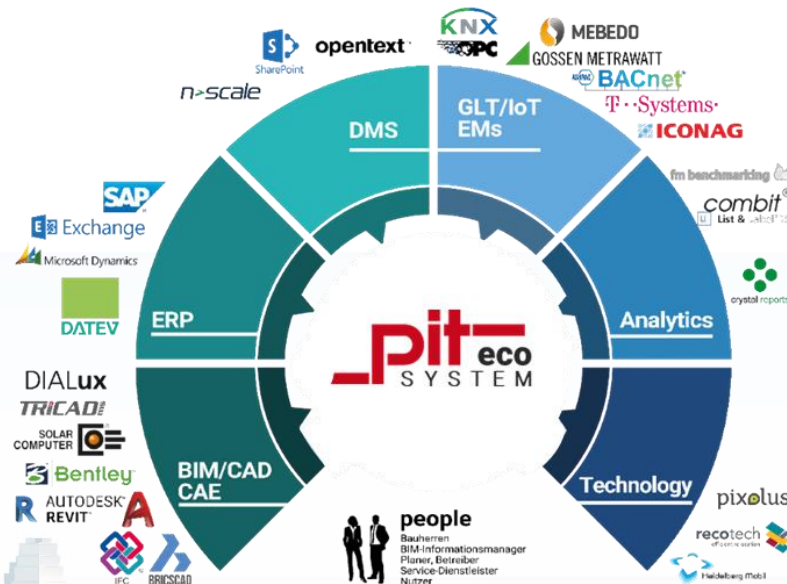 KNX
OPC
MEBEDO
GOSSEN METRAWATT
BACnet
T··Systems·
ICONAG
S
SharePoint
opentext™
n>scale
DMS
GLT/IoT
EMs
fm benchmarking
combit
List & Label
SAP
E Exchange
Microsoft Dynamics
DATEV
ERP
Analytics
crystal reports
pit
eco
SYSTEM
DIALux
TRICAD
SOLAR
COMPUTER
Bentley
R AUTODESK
REVIT
A
IFC
BRICSCAD
BIM/CAD
CAE
Technology
pixolus
recotech
Heidelberg Mobil
people
Bauherren
BIM-Informationsmanager
Planer, Betreiber
Service-Dienstleister
Nutzer